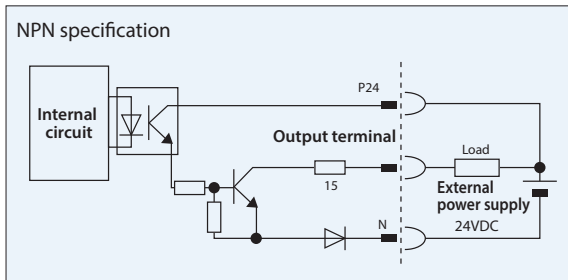 NPN specification
P24
Internal
circuit
Output terminal
Load
15
External
power supply
N
24VDC